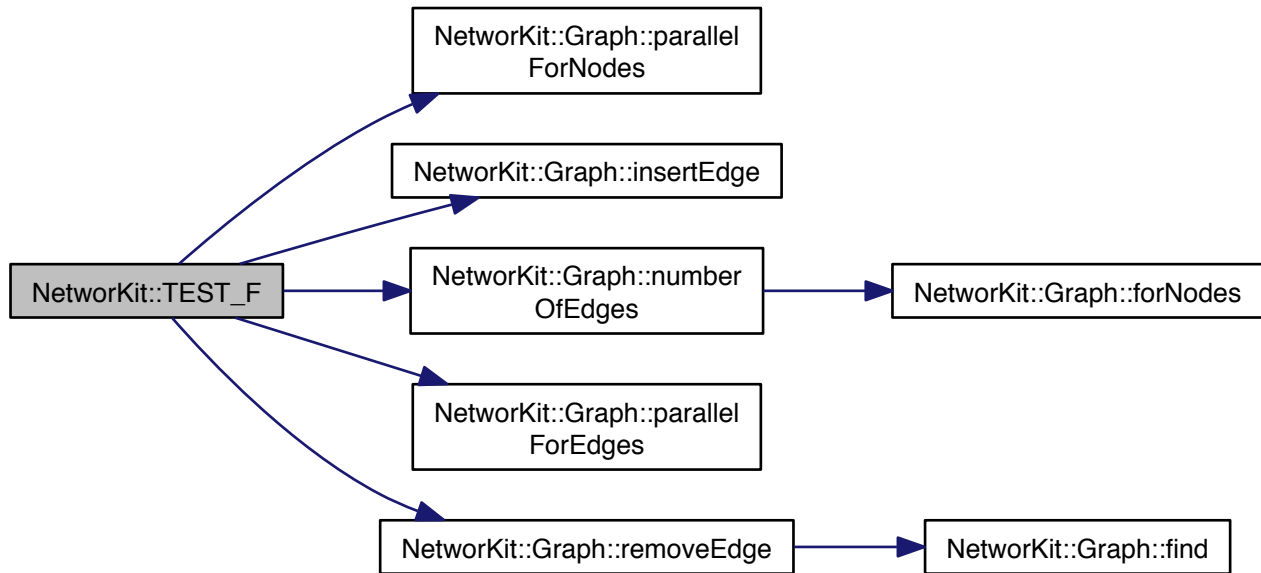 NetworKit::Graph::parallel
ForNodes
NetworKit::Graph::insertEdge
NetworKit::TEST_F
NetworKit::Graph::number
OfEdges
NetworKit::Graph::forNodes
NetworKit::Graph::parallel
ForEdges
NetworKit::Graph::removeEdge
NetworKit::Graph::find